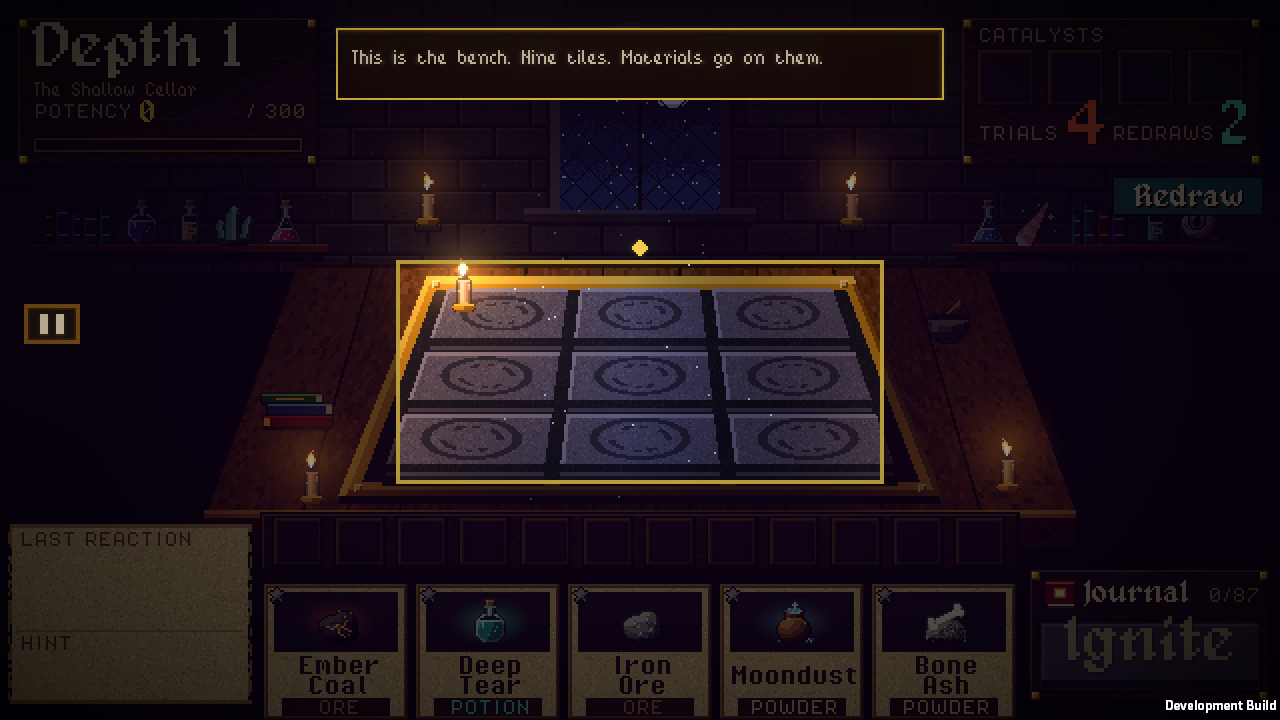 Depth 1
The Shallow Cellar
POTENCY 0 / 300
This is the bench. Nine tiles. Materials go on them.
CATALYSTS
TRIALS 4 REDRAWS 2
Redraw
LAST REACTION
HINT
Ember
Coal
ORE
Deep
Tear
POTION
Iron
Ore
ORE
Moondust
POWDER
Bone
Ash
POWDER
Journal 0/87
Ignite
Development Build